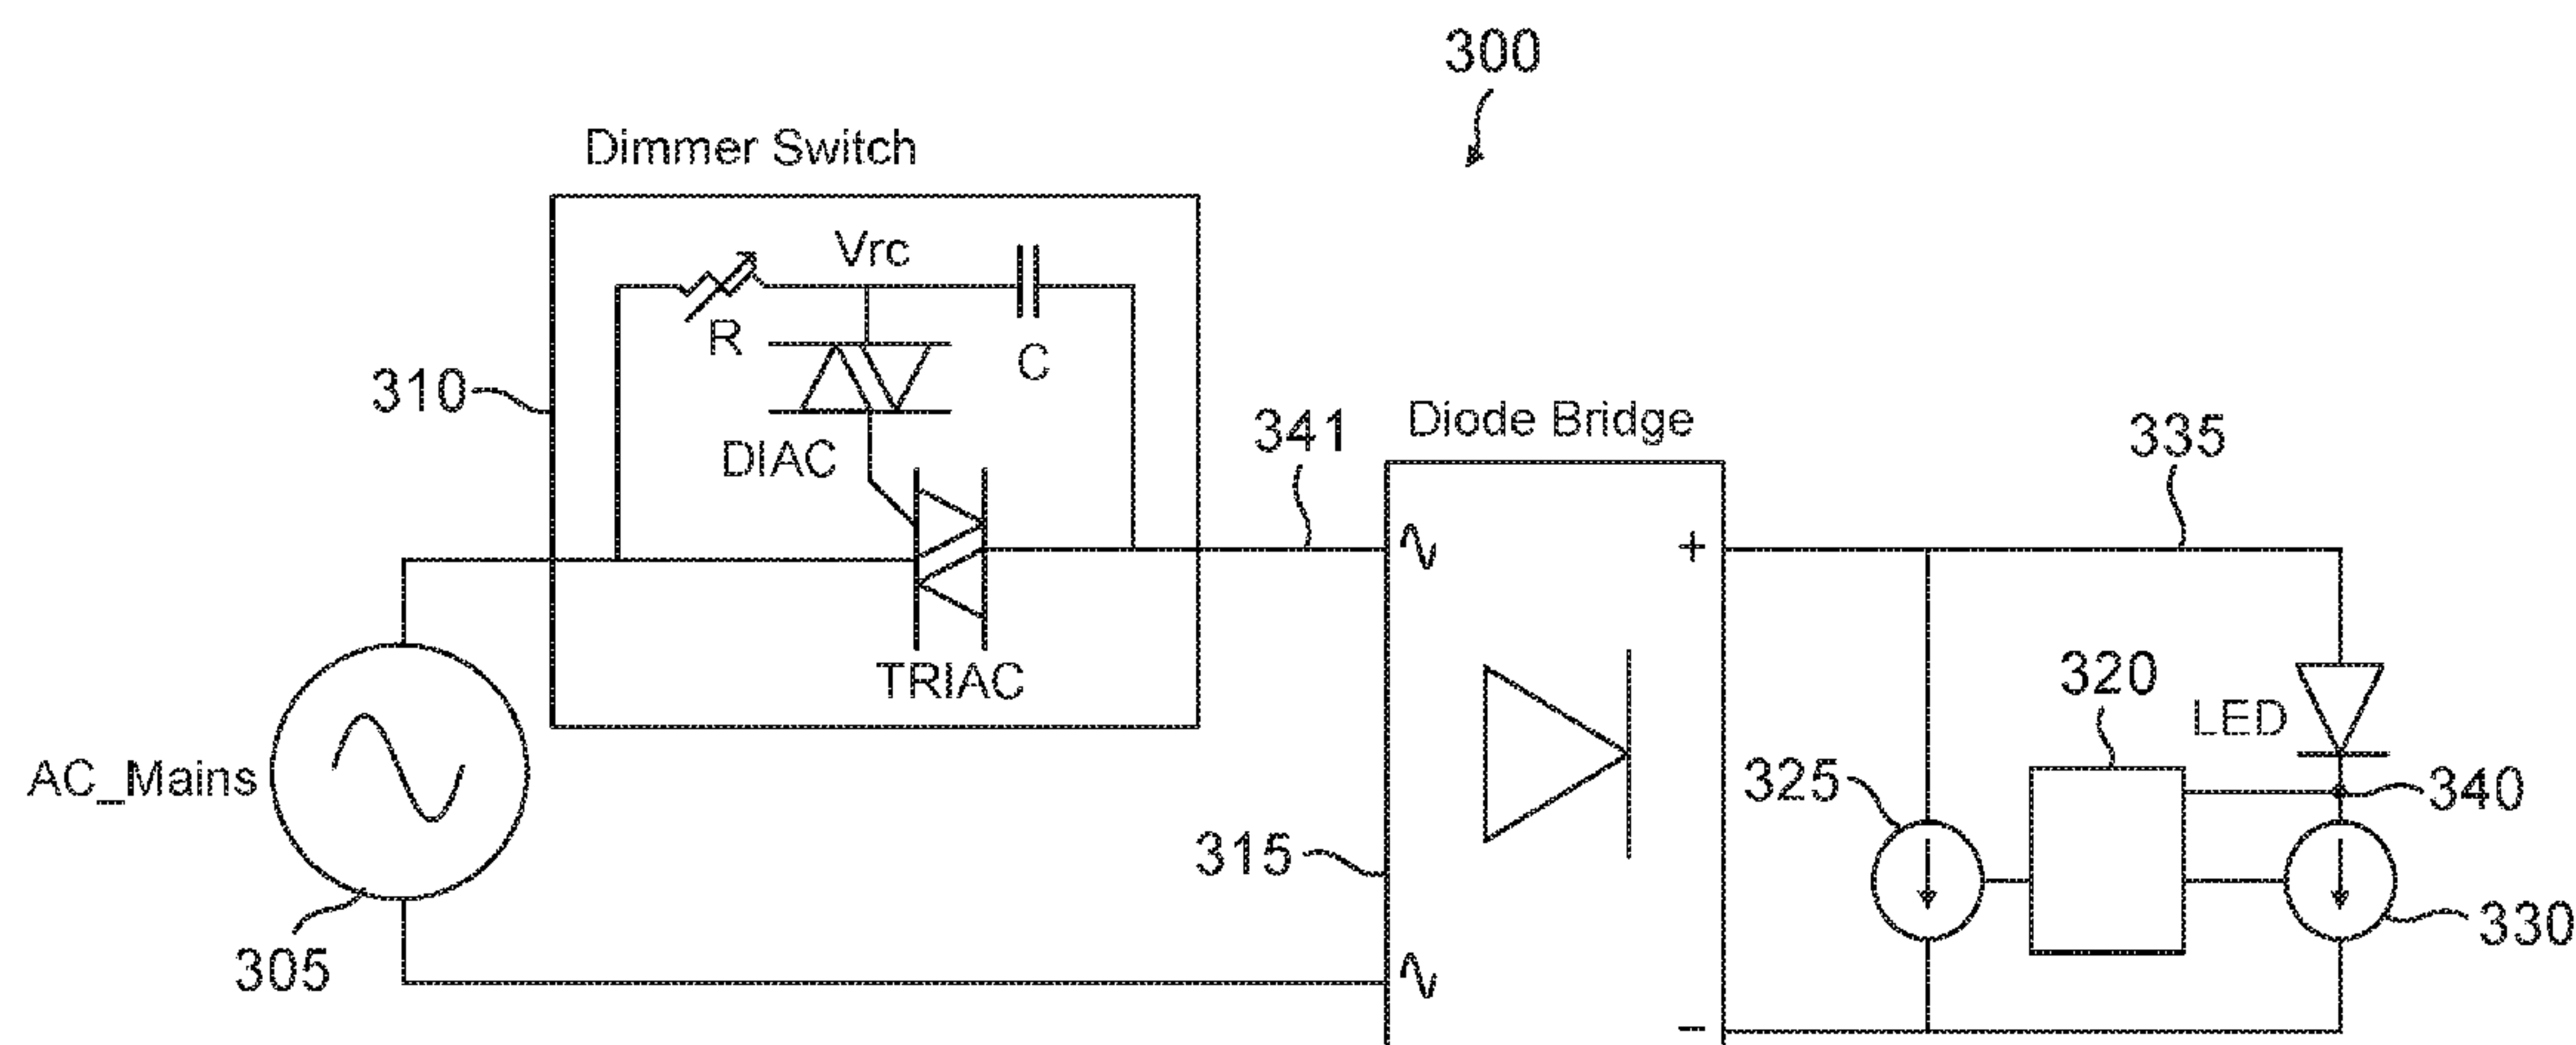 300
Dimmer Switch
Vrc
R
C
310
DIAC
341
Diode Bridge
335
+
TRIAC
320
LED
AC_Mains
325
340
315
330
305
−